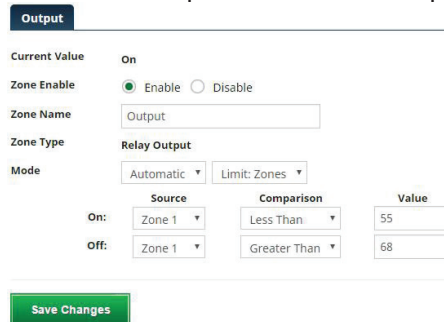 Output
Current Value On
Zone Enable Enable Disable
Zone Name Output
Zone Type Relay Output
Mode Automatic Limit: Zones
Source Comparison Value
On: Zone 1 Less Than 55
Off: Zone 1 Greater Than 68
Save Changes